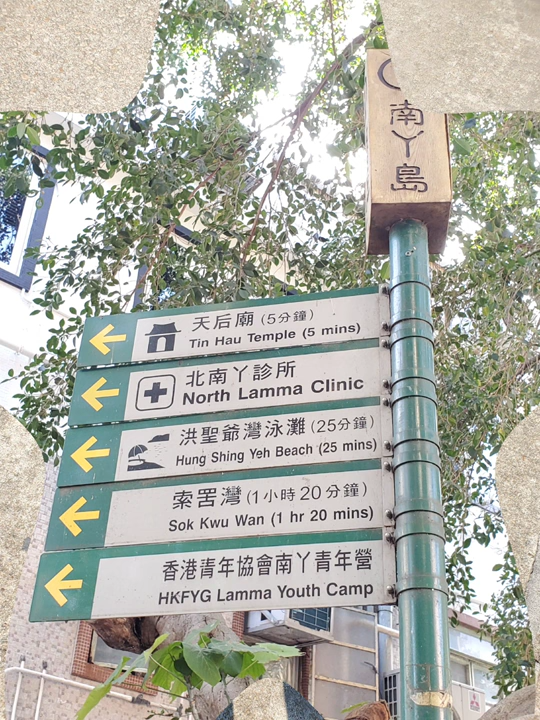 南丫島
天后廟 (5分鐘)
Tin Hau Temple (5 mins)
北南丫診所
North Lamma Clinic
洪聖爺灣泳灘 (25分鐘)
Hung Shing Yeh Beach (25 mins)
索罟灣 (1小時20分鐘)
Sok Kwu Wan (1 hr 20 mins)
香港青年協會南丫青年營
HKFYG Lamma Youth Camp